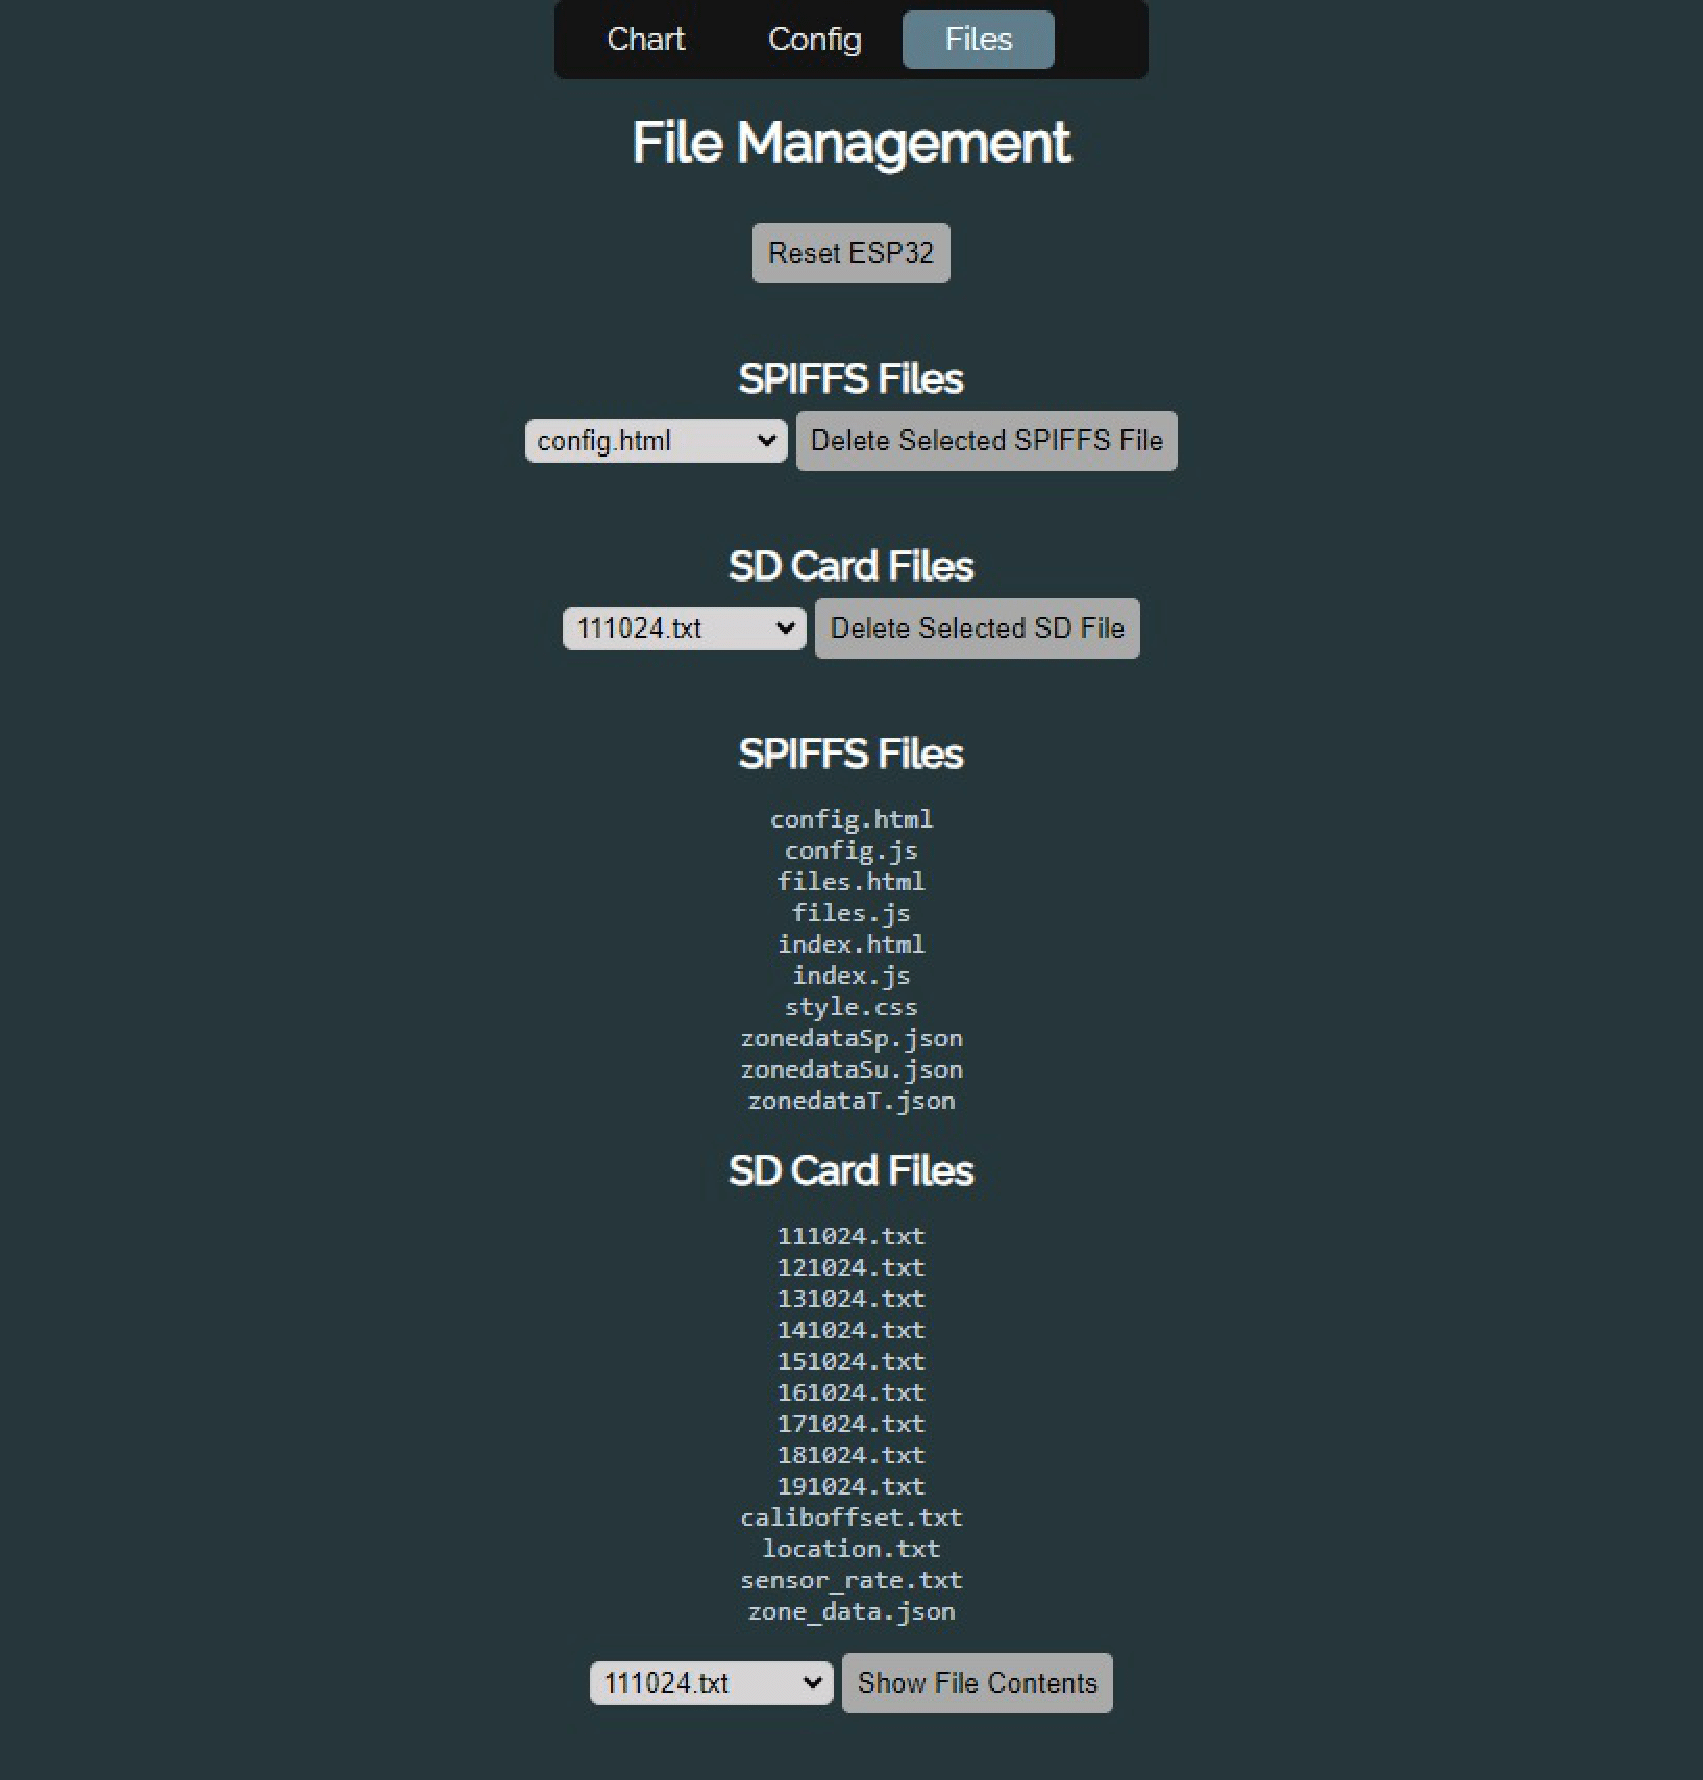 Chart Config Files
File Management
Reset ESP32
SPIFFS Files
config.html Delete Selected SPIFFS File
SD Card Files
111024.txt Delete Selected SD File
SPIFFS Files
config.html
config.js
files.html
files.js
index.html
index.js
style.css
zonedataSp.json
zonedataSu.json
zonedataT.json
SD Card Files
111024.txt
121024.txt
131024.txt
141024.txt
151024.txt
161024.txt
171024.txt
181024.txt
191024.txt
caliboffset.txt
location.txt
sensor_rate.txt
zone_data.json
111024.txt Show File Contents